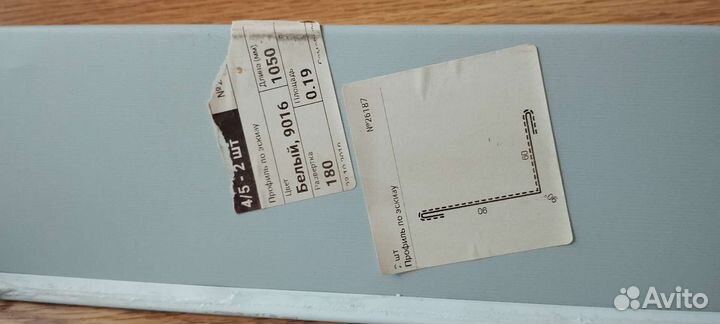 4/5 - 2 шт
Профиль по эскизу
Цвет
Белый, 9016
Длина (мм)
1050
Развертка
180
Площадь
0.19
№26187
шт
Профиль по эскизу
60
90
90°
Avito